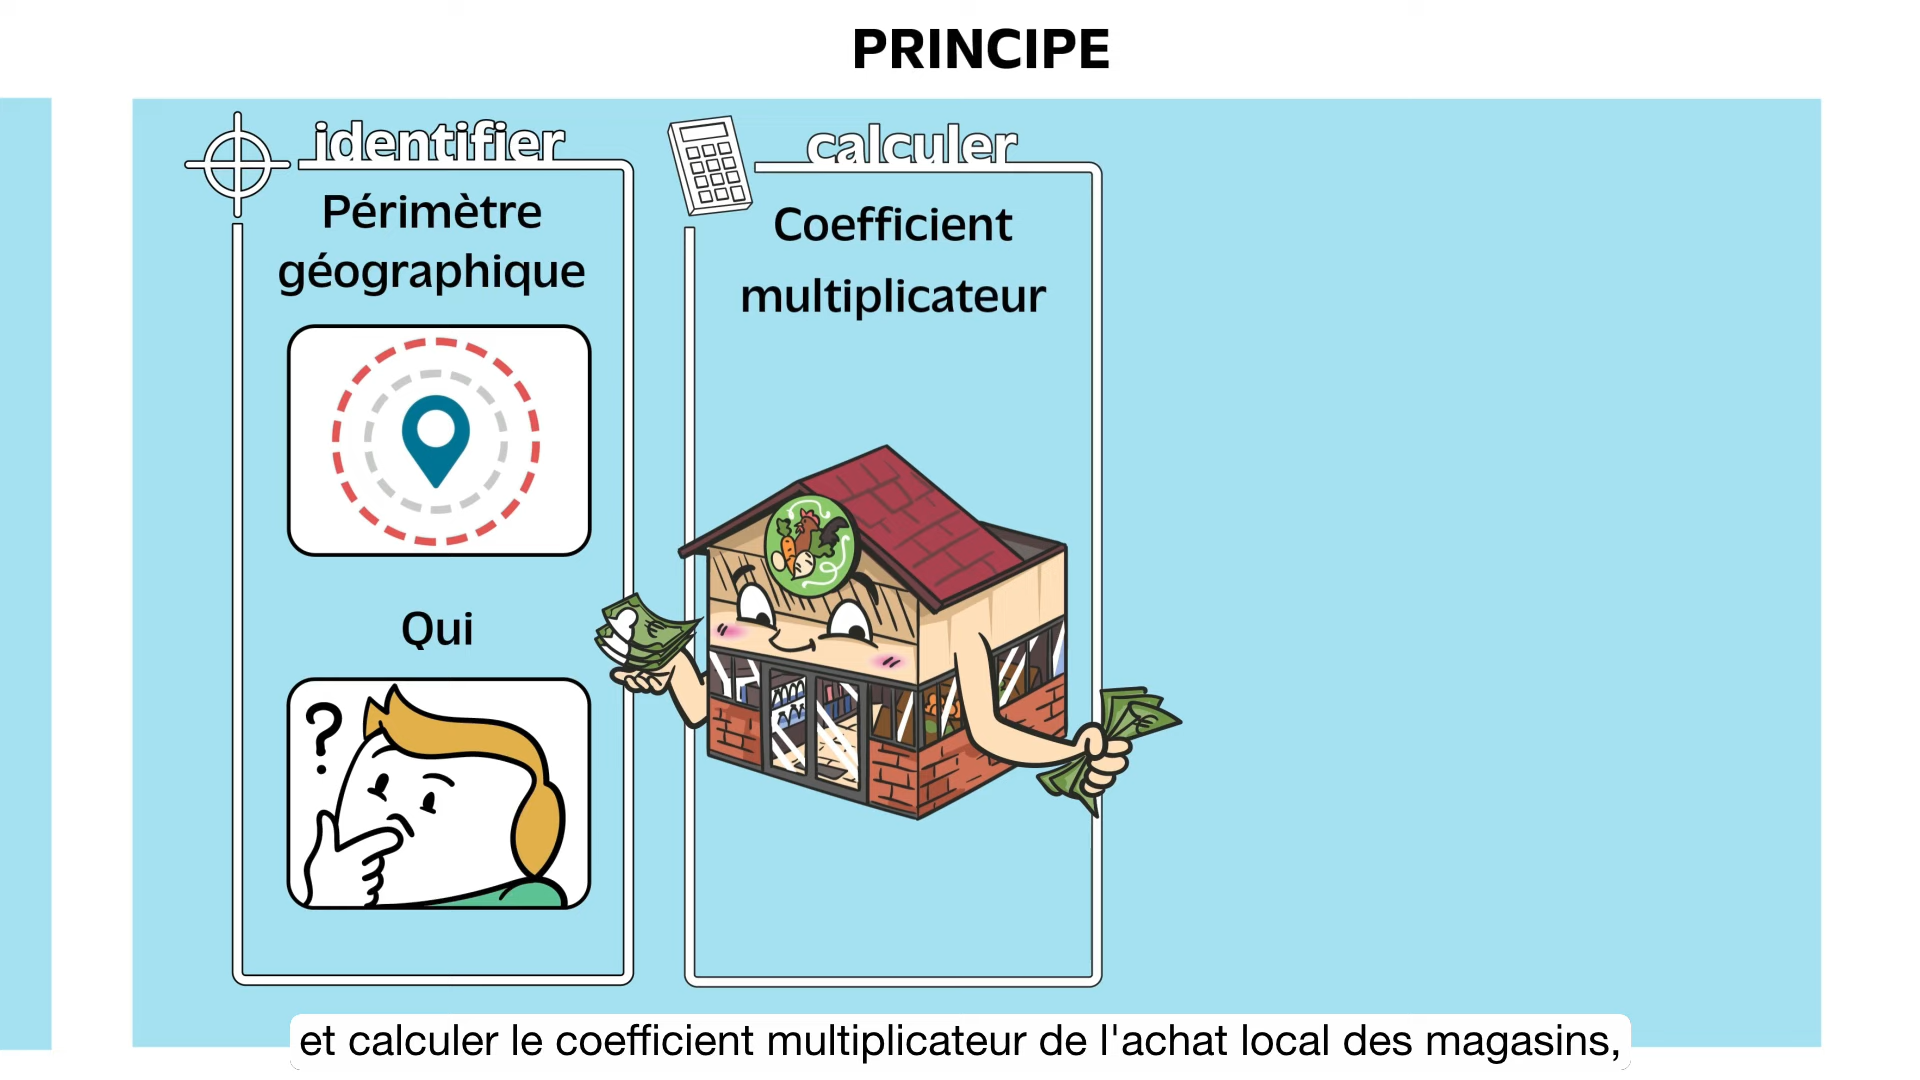 PRINCIPE
identifier
Périmètre
géographique
Qui
?
calculer
Coefficient
multiplicateur
et calculer le coefficient multiplicateur de l'achat local des magasins,